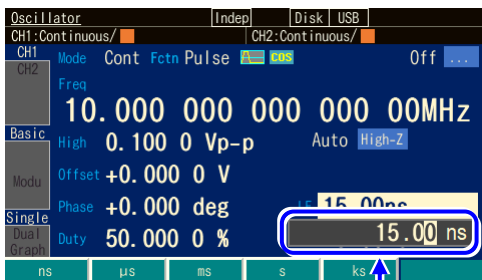 Oscillator Indep Disk USB
CH1:Continuous/ CH2:Continuous/
CH1 Mode Cont Fctn Pulse COS Off ...
CH2
Freq
10.000 000 000 000 00MHz
Basic High 0.100 0 Vp-p Auto High-Z
Modu Offset +0.000 0 V
Phase +0.000 deg LE 15.00ns
Single
Dual Duty 50.000 0 % 15.00 ns
Graph
ns µs ms s ks